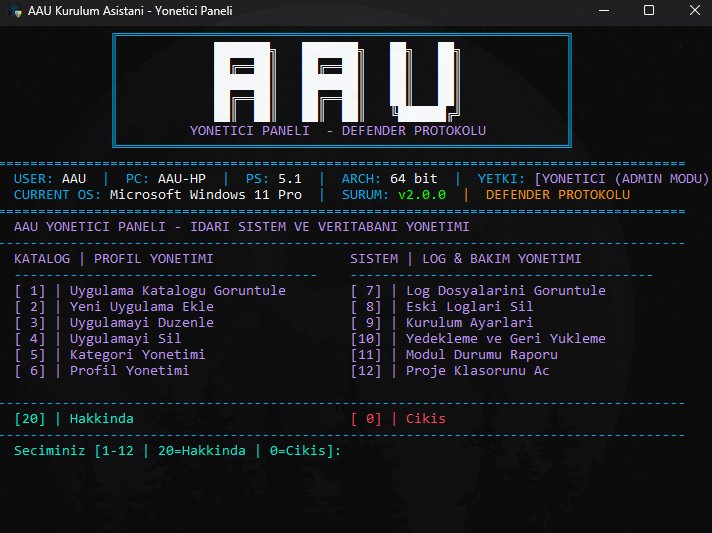 AAU Kurulum Asistani - Yonetici Paneli
AAU
YONETICI PANELI - DEFENDER PROTOKOLU
USER: AAU | PC: AAU-HP | PS: 5.1 | ARCH: 64 bit | YETKI: [YONETICI (ADMIN MODU)
CURRENT OS: Microsoft Windows 11 Pro | SURUM: v2.0.0 | DEFENDER PROTOKOLU
AAU YONETICI PANELI - IDARI SISTEM VE VERITABANI YONETIMI
KATALOG | PROFIL YONETIMI
[ 1] | Uygulama Katalogu Goruntule
[ 2] | Yeni Uygulama Ekle
[ 3] | Uygulamayi Duzenle
[ 4] | Uygulamayi Sil
[ 5] | Kategori Yonetimi
[ 6] | Profil Yonetimi
SISTEM | LOG & BAKIM YONETIMI
[ 7] | Log Dosyalarini Goruntule
[ 8] | Eski Loglari Sil
[ 9] | Kurulum Ayarlari
[10] | Yedekleme ve Geri Yukleme
[11] | Modul Durumu Raporu
[12] | Proje Klasorunu Ac
[20] | Hakkinda
[ 0] | Cikis
Seciminiz [1-12 | 20=Hakkinda | 0=Cikis]: